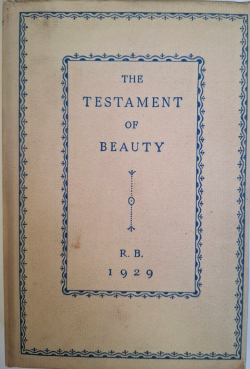 THE
TESTAMENT
OF
BEAUTY
R. B.
1929